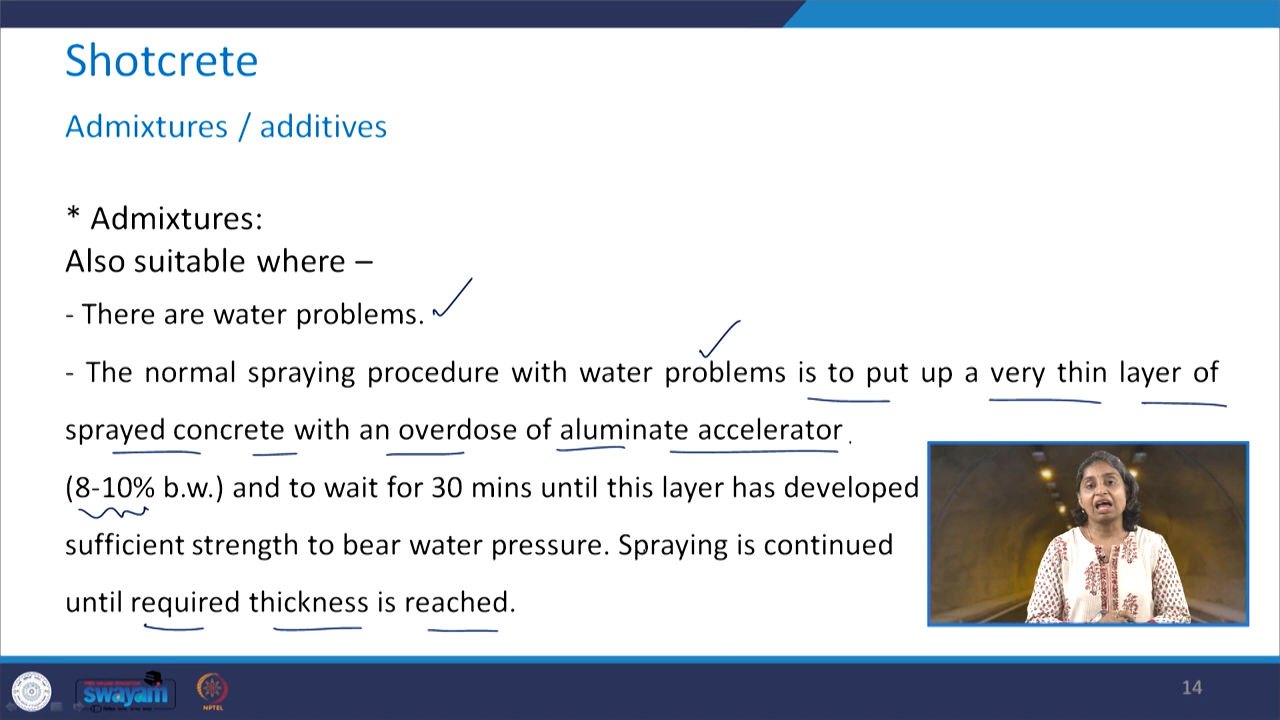 Shotcrete
Admixtures / additives
* Admixtures:
Also suitable where –
- There are water problems.
- The normal spraying procedure with water problems is to put up a very thin layer of
sprayed concrete with an overdose of aluminate accelerator
(8-10% b.w.) and to wait for 30 mins until this layer has developed
sufficient strength to bear water pressure. Spraying is continued
until required thickness is reached.
swayam
NPTEL
14